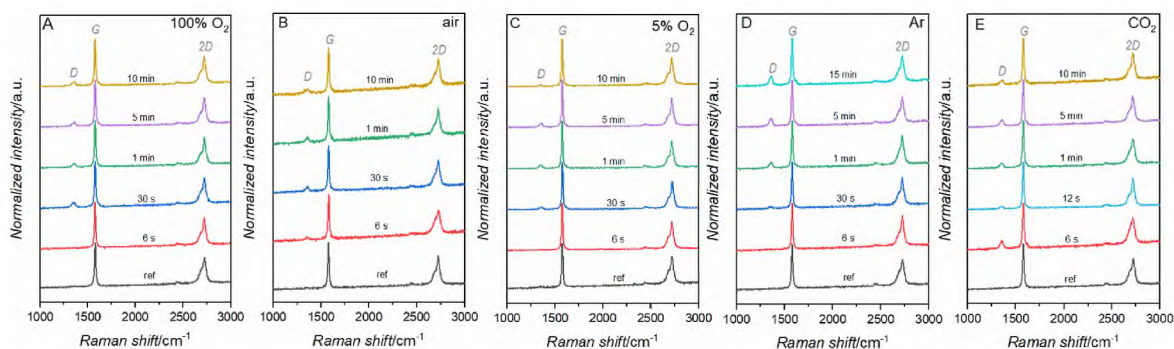 A
100% O2
G
D
2D
10 min
5 min
1 min
30 s
6 s
ref
Normalized intensity/a.u.
1000 1500 2000 2500 3000
Raman shift/cm-1
B
air
G
D
2D
10 min
1 min
30 s
6 s
ref
Normalized intensity/a.u.
1000 1500 2000 2500 3000
Raman shift/cm-1
C
5% O2
G
D
2D
10 min
5 min
1 min
30 s
6 s
ref
Normalized intensity/a.u.
1000 1500 2000 2500 3000
Raman shift/cm-1
D
Ar
G
D
2D
15 min
5 min
1 min
30 s
6 s
ref
Normalized intensity/a.u.
1000 1500 2000 2500 3000
Raman shift/cm-1
E
CO2
G
D
2D
10 min
5 min
1 min
12 s
6 s
ref
Normalized intensity/a.u.
1000 1500 2000 2500 3000
Raman shift/cm-1